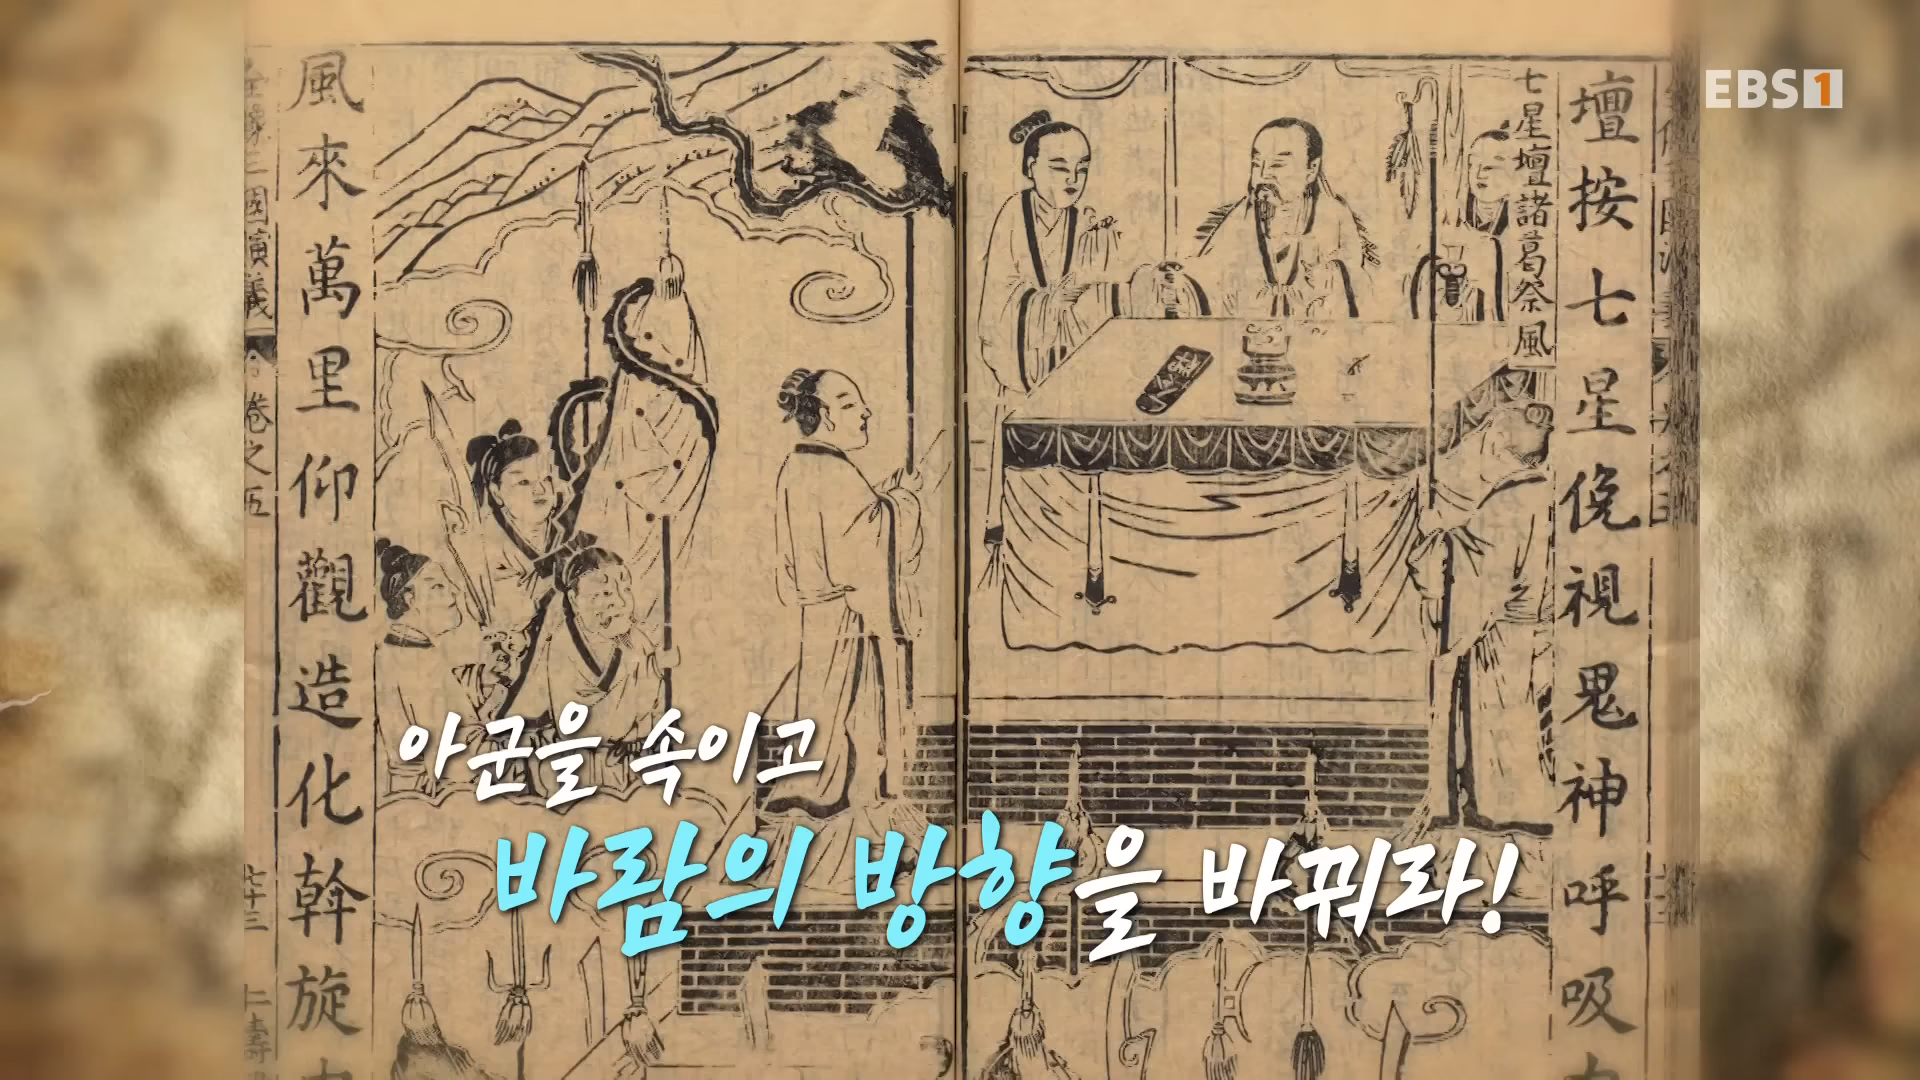 EBS1
壇按七星俛視鬼神呼吸
七星壇諸葛祭風
風來萬里仰觀造化斡旋
三國演義
卷之五
아군을 속이고
바람의 방향을 바꿔라!